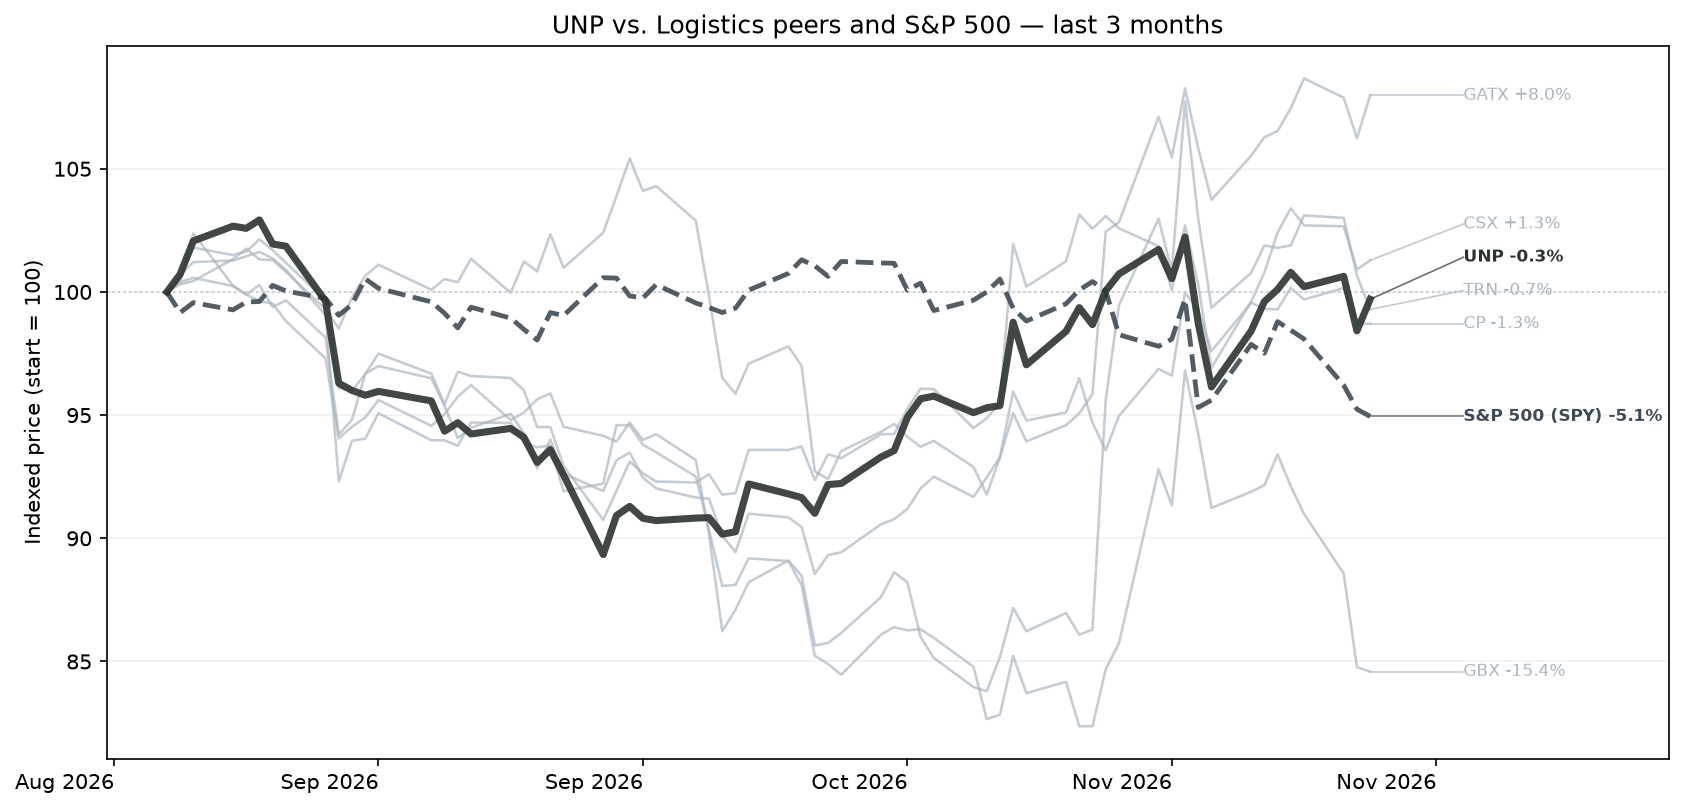 UNP vs. Logistics peers and S&P 500 — last 3 months
Indexed price (start = 100)
105
100
95
90
85
GATX +8.0%
CSX +1.3%
UNP -0.3%
TRN -0.7%
CP -1.3%
S&P 500 (SPY) -5.1%
GBX -15.4%
Aug 2026
Sep 2026
Sep 2026
Oct 2026
Nov 2026
Nov 2026